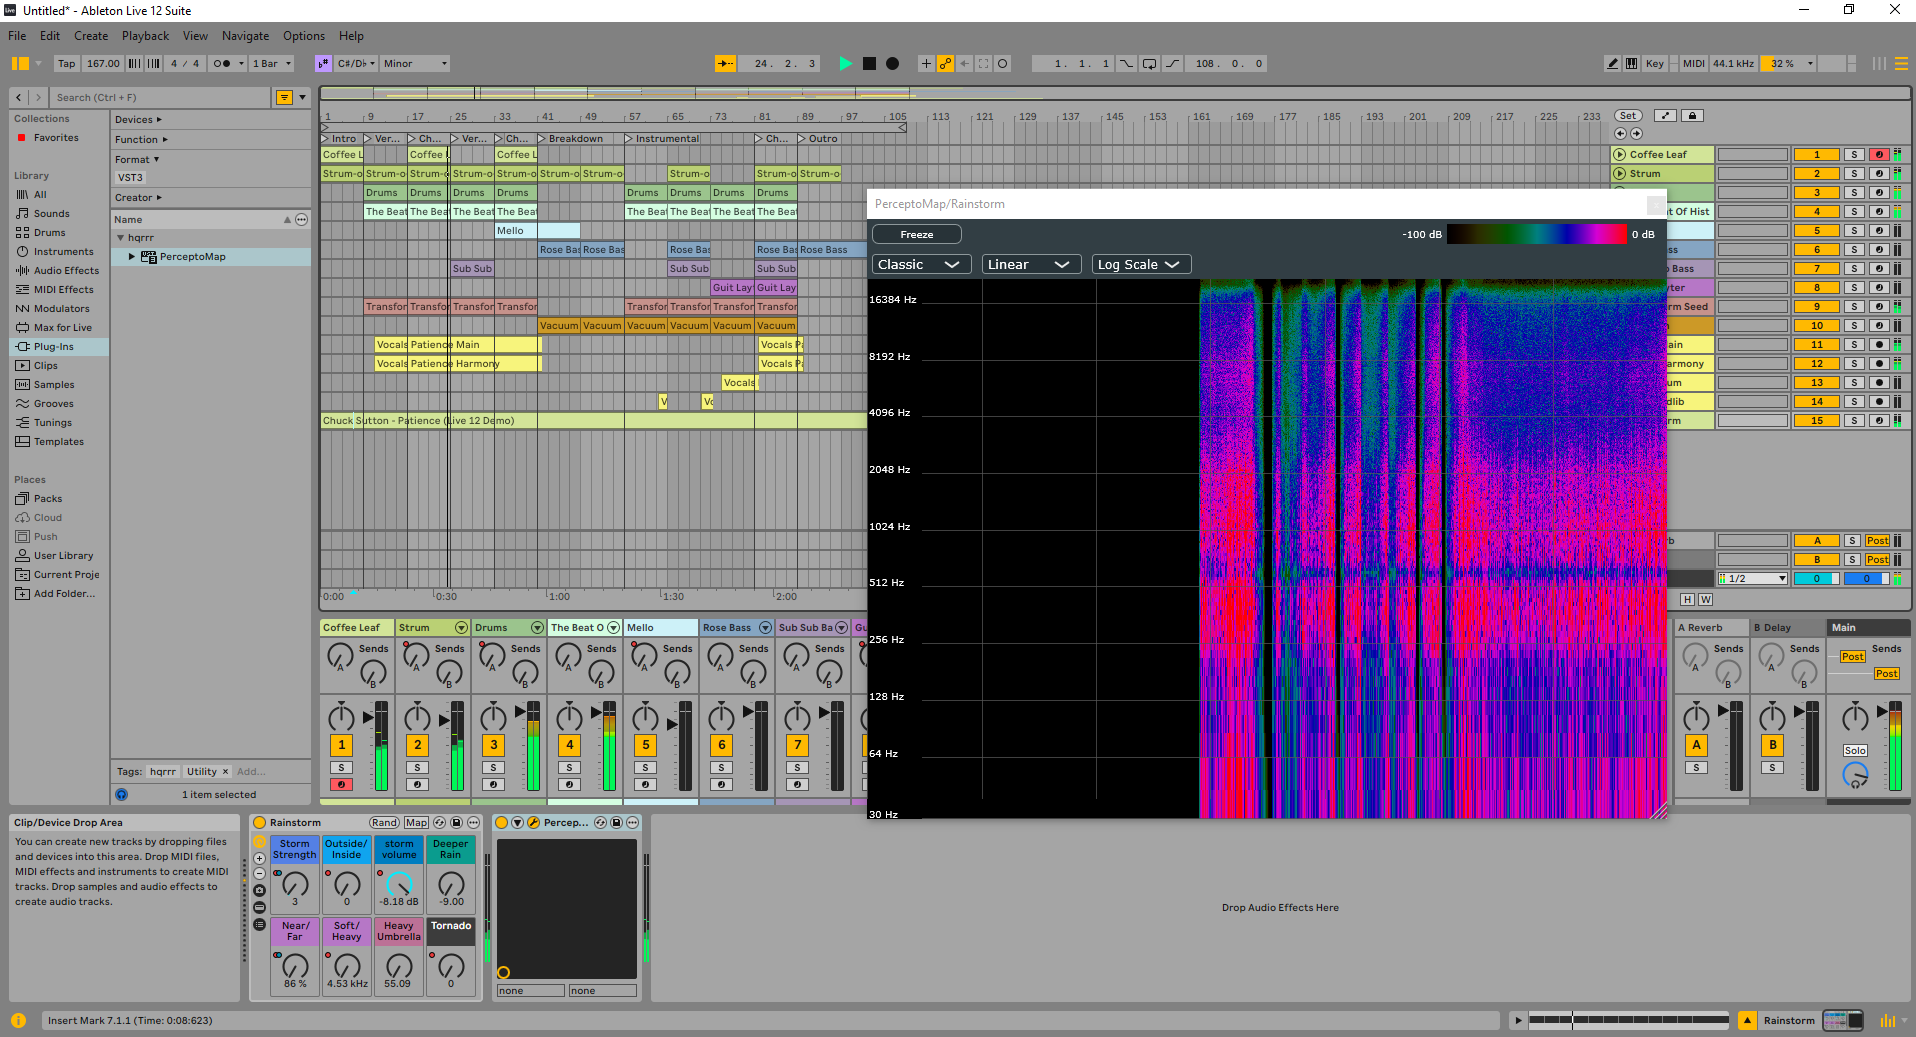 Untitled* - Ableton Live 12 Suite
File Edit Create Playback View Navigate Options Help
Tap 167.00 4 / 4 1 Bar C#/D♭ Minor 24. 2. 3 1. 1. 1 108. 0. 0 Key MIDI 44.1 kHz 32 %
Search (Ctrl + F)
Collections
Favorites
Library
All
Sounds
Drums
Instruments
Audio Effects
MIDI Effects
Modulators
Max for Live
Plug-Ins
Clips
Samples
Grooves
Tunings
Templates
Places
Packs
Cloud
Push
User Library
Current Proje
Add Folder...
Devices
Function
Format
VST3
Creator
Name
hqrrr
PerceptoMap
Tags: hqrrr Utility × Add...
1 item selected
1 9 17 25 33 41 49 57 65 73 81 89 97 105 113 121 129 137 145 153 161 169 177 185 193 201 209 217 225 233
Intro Ver... Ch... Ver... Ch... Breakdown Instrumental Ch... Outro
Set
Coffee L Coffee Coffee L
Strum-o Strum-o Strum-o Strum-o Strum-o Strum-o Strum-o Strum-o Strum-o Strum-o
Drums Drums Drums Drums Drums Drums Drums Drums
The Beat The Beat The Beat The Beat The Beat The Beat The Beat The Beat
Mello
Rose Bas Rose Bas Rose Bas Rose Bas Rose Bass
Sub Sub Sub Sub Sub Sub
Guit Lay Guit Lay
Transfor Transfor Transfor Transfor Transfor Transfor Transfor Transfor
Vacuum Vacuum Vacuum Vacuum Vacuum Vacuum
Vocals Patience Main Vocals Pa
Vocals Patience Harmony Vocals Pa
Vocals
V Vo
Chuck Sutton - Patience (Live 12 Demo)
0:00 0:30 1:00 1:30 2:00
Coffee Leaf 1 S
Strum 2 S
3 S
t Of Hist 4 S
5 S
ss 6 S
Bass 7 S
yter 8 S
rm Seed 9 S
10 S
ain 11 S
armony 12 S
um 13 S
dlib 14 S
rm 15 S
rb A S Post
B S Post
1/2 0 0
H W
PerceptoMap/Rainstorm
Freeze
-100 dB 0 dB
Classic Linear Log Scale
16384 Hz
8192 Hz
4096 Hz
2048 Hz
1024 Hz
512 Hz
256 Hz
128 Hz
64 Hz
30 Hz
Coffee Leaf Strum Drums The Beat O Mello Rose Bass Sub Sub Ba Gu A Reverb B Delay Main
Sends Sends Sends Sends Sends Sends Sends Sends Sends Sends
A A A A A A A A A Post
B B B B B B B B B Post
1 2 3 4 5 6 7 A B Solo
S S S S S S S S S
Clip/Device Drop Area
You can create new tracks by dropping files
and devices into this area. Drop MIDI files,
MIDI effects and instruments to create MIDI
tracks. Drop samples and audio effects to
create audio tracks.
Rainstorm Rand Map
Storm Strength Outside/ Inside storm volume Deeper Rain
3 0 -8.18 dB -9.00
Near/ Far Soft/ Heavy Heavy Umbrella Tornado
86 % 4.53 kHz 55.09 0
Percep...
none none
Drop Audio Effects Here
Insert Mark 7.1.1 (Time: 0:08:623)
Rainstorm